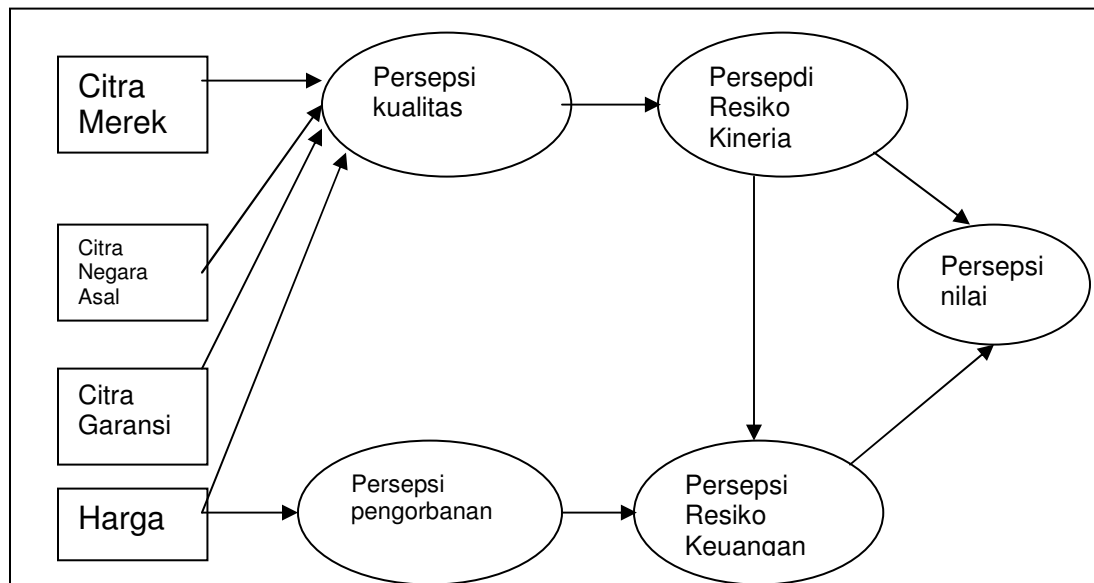 Citra
Merek
Persepsi
kualitas
Persepdi
Resiko
Kineria
Citra
Negara
Asal
Persepsi
nilai
Citra
Garansi
Harga
Persepsi
pengorbanan
Persepsi
Resiko
Keuangan